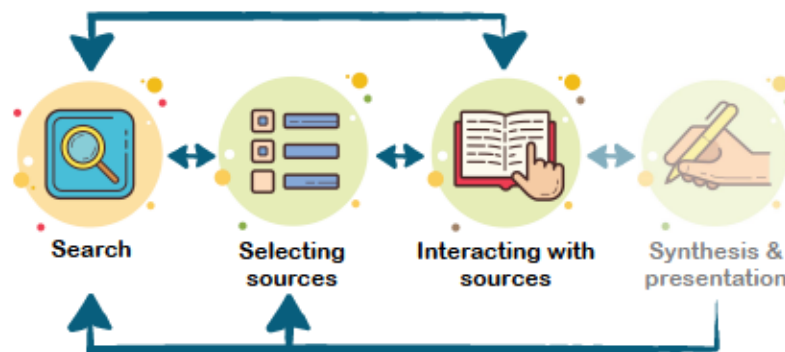 Search
Selecting
sources
Interacting with
sources
Synthesis &
presentation